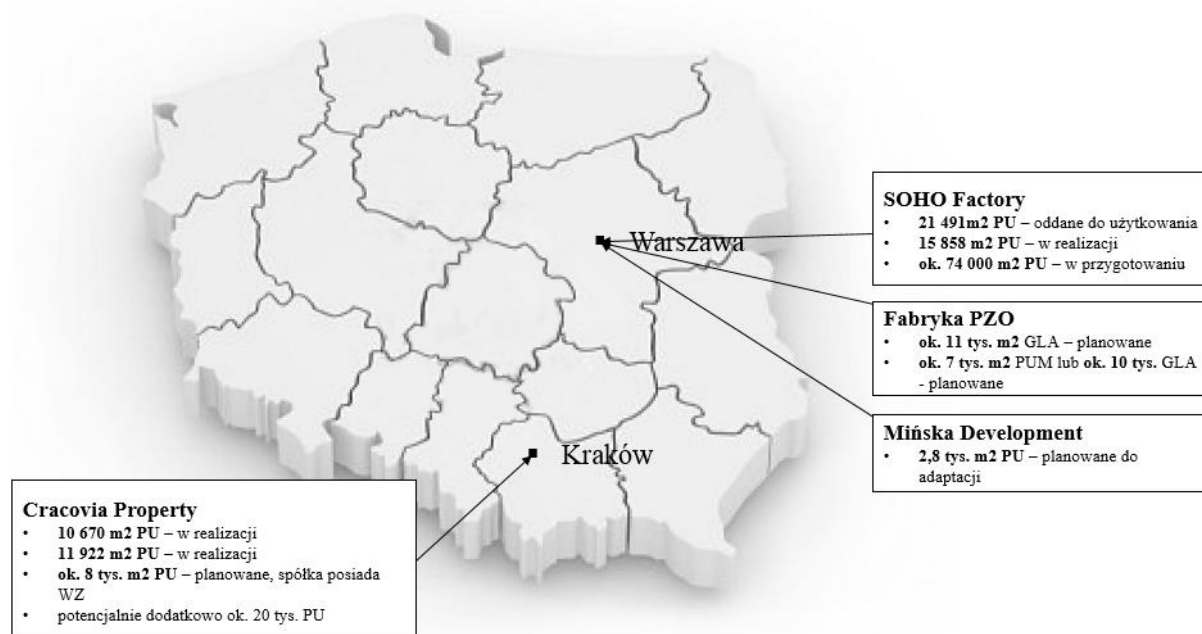 SOHO Factory
• 21 491m2 PU – oddane do użytkowania
• 15 858 m2 PU – w realizacji
• ok. 74 000 m2 PU – w przygotowaniu
Warszawa
Fabryka PZO
• ok. 11 tys. m2 GLA – planowane
• ok. 7 tys. m2 PUM lub ok. 10 tys. GLA
- planowane
Mińska Development
• 2,8 tys. m2 PU – planowane do
adaptacji
Kraków
Cracovia Property
• 10 670 m2 PU – w realizacji
• 11 922 m2 PU – w realizacji
• ok. 8 tys. m2 PU – planowane, spółka posiada
WZ
• potencjalnie dodatkowo ok. 20 tys. PU